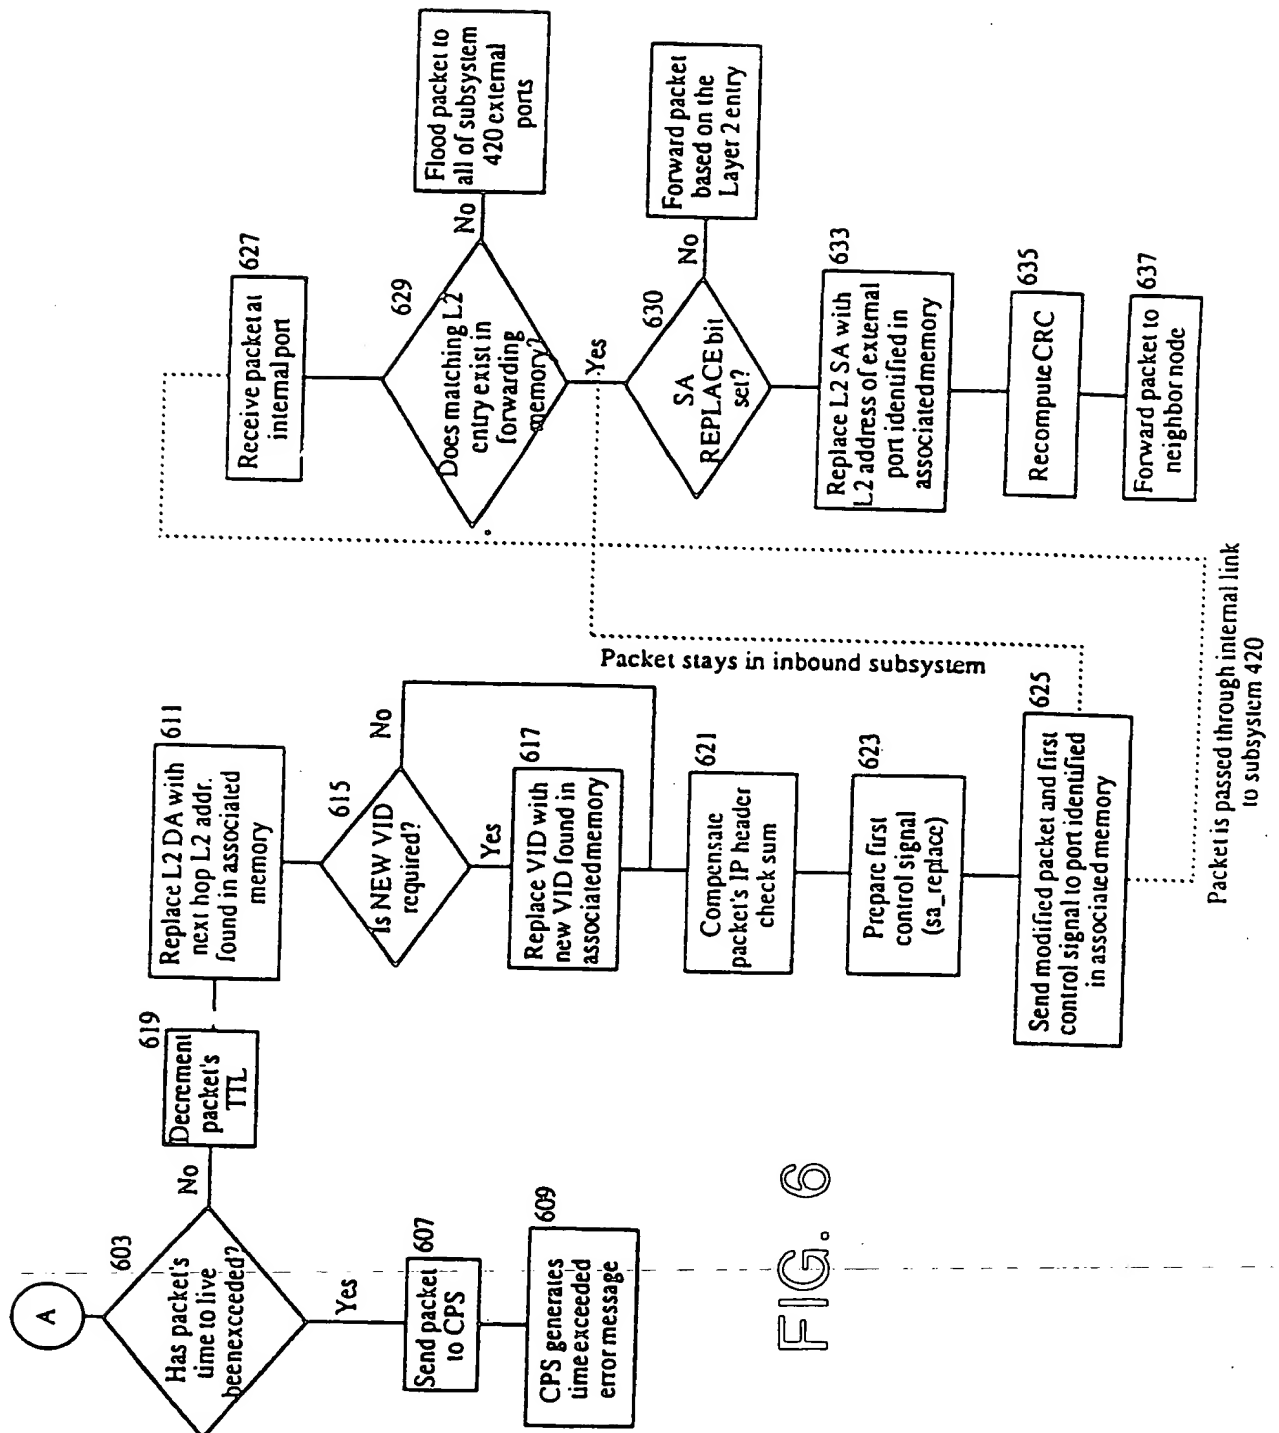 A
603
Has packet's
time to live
beenexceeded?
Yes
No
607
Send packet
to CPS
609
CPS generates
time exceeded
error message
619
Decrement
packet's
TTL
611
Replace L2 DA with
next hop L2 addr.
found in associated
memory
615
Is NEW VID
required?
No
Yes
617
Replace VID with
new VID found in
associated memory
621
Compensate
packet's IP header
check sum
623
Prepare first
control signal
(sa_replace)
625
Send modified packet and first
control signal to port identified
in associated memory
Packet stays in inbound subsystem
Packet is passed through internal link
to subsystem 420
627
Receive packet at
internal port
629
Does matching L2
entry exist in
forwarding
memory?
No
Flood packet to
all of subsystem
420 external
ports
Yes
630
SA
REPLACE bit
set?
No
Forward packet
based on the
Layer 2 entry
633
Replace L2 SA with
L2 address of external
port identified in
associated memory
635
Recompute CRC
637
Forward packet to
neighbor node
FIG. 6